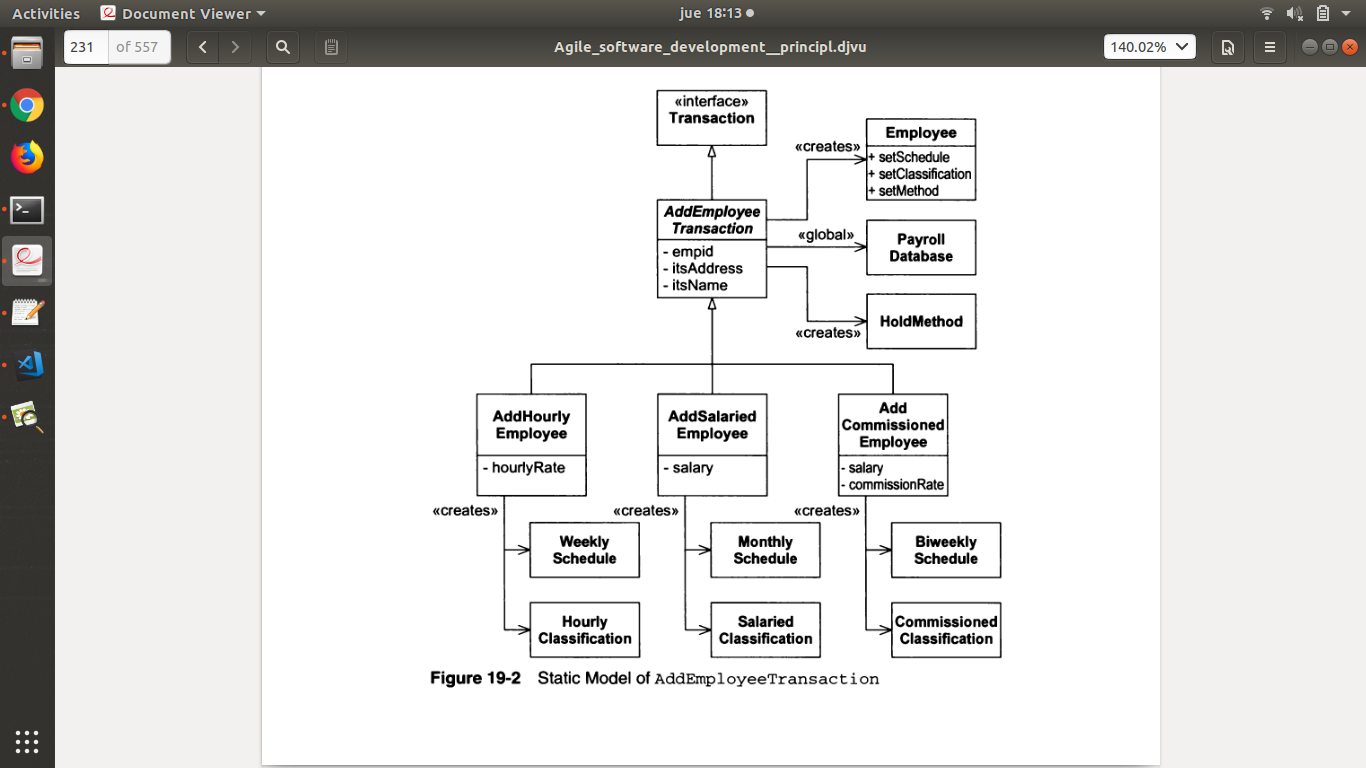 Activities
Document Viewer
jue 18:13
231
of 557
Agile_software_development__principl.djvu
140.02%
«interface»
Transaction
«creates»
Employee
+ setSchedule
+ setClassification
+ setMethod
AddEmployee
Transaction
- empid
- itsAddress
- itsName
«global»
Payroll
Database
«creates»
HoldMethod
AddHourly
Employee
- hourlyRate
AddSalaried
Employee
- salary
Add
Commissioned
Employee
- salary
- commissionRate
«creates»
Weekly
Schedule
Hourly
Classification
«creates»
Monthly
Schedule
Salaried
Classification
«creates»
Biweekly
Schedule
Commissioned
Classification
Figure 19-2 Static Model of AddEmployeeTransaction